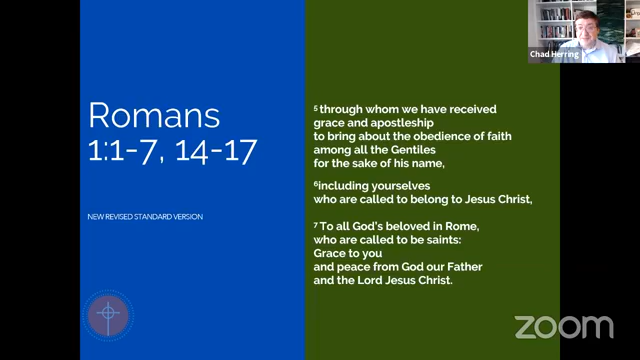 Romans
1:1-7, 14-17
NEW REVISED STANDARD VERSION
5 through whom we have received
grace and apostleship
to bring about the obedience of faith
among all the Gentiles
for the sake of his name,
6including yourselves
who are called to belong to Jesus Christ,
7 To all God's beloved in Rome,
who are called to be saints:
Grace to you
and peace from God our Father
and the Lord Jesus Christ.
Chad Herring
zoom